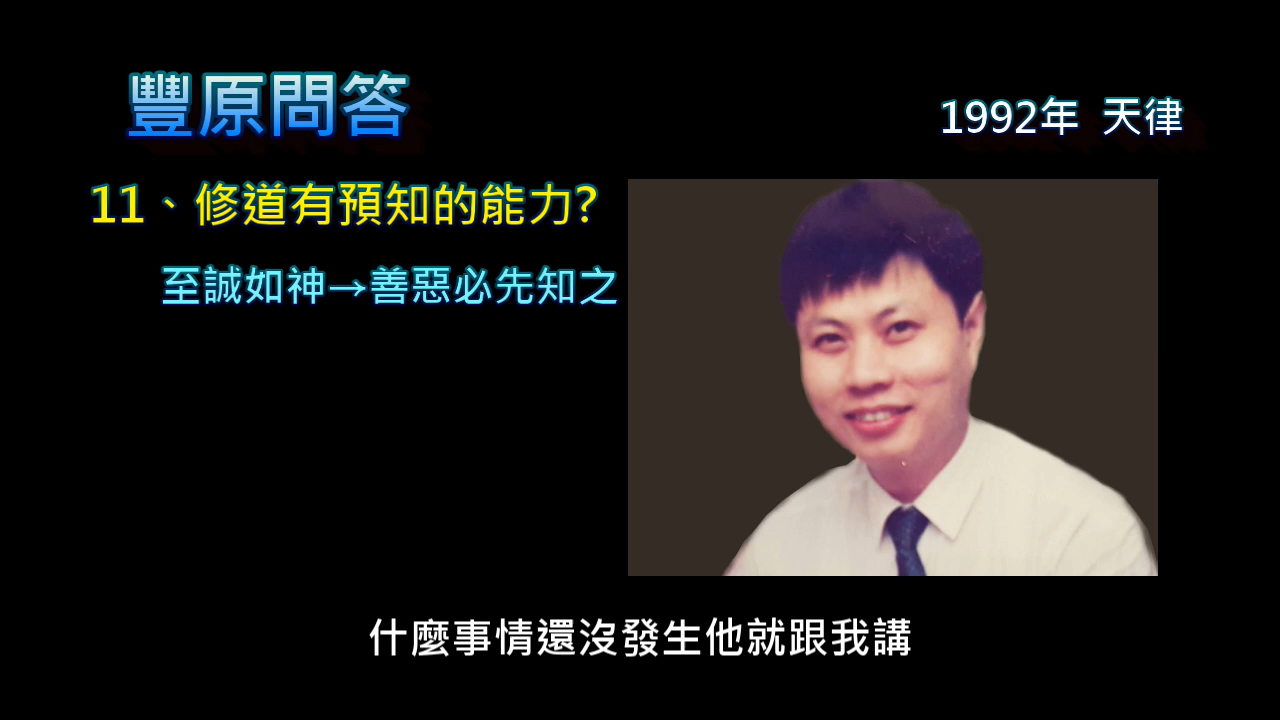 豐原問答
1992年 天律
11、修道有預知的能力?
至誠如神→善惡必先知之
什麼事情還沒發生他就跟我講